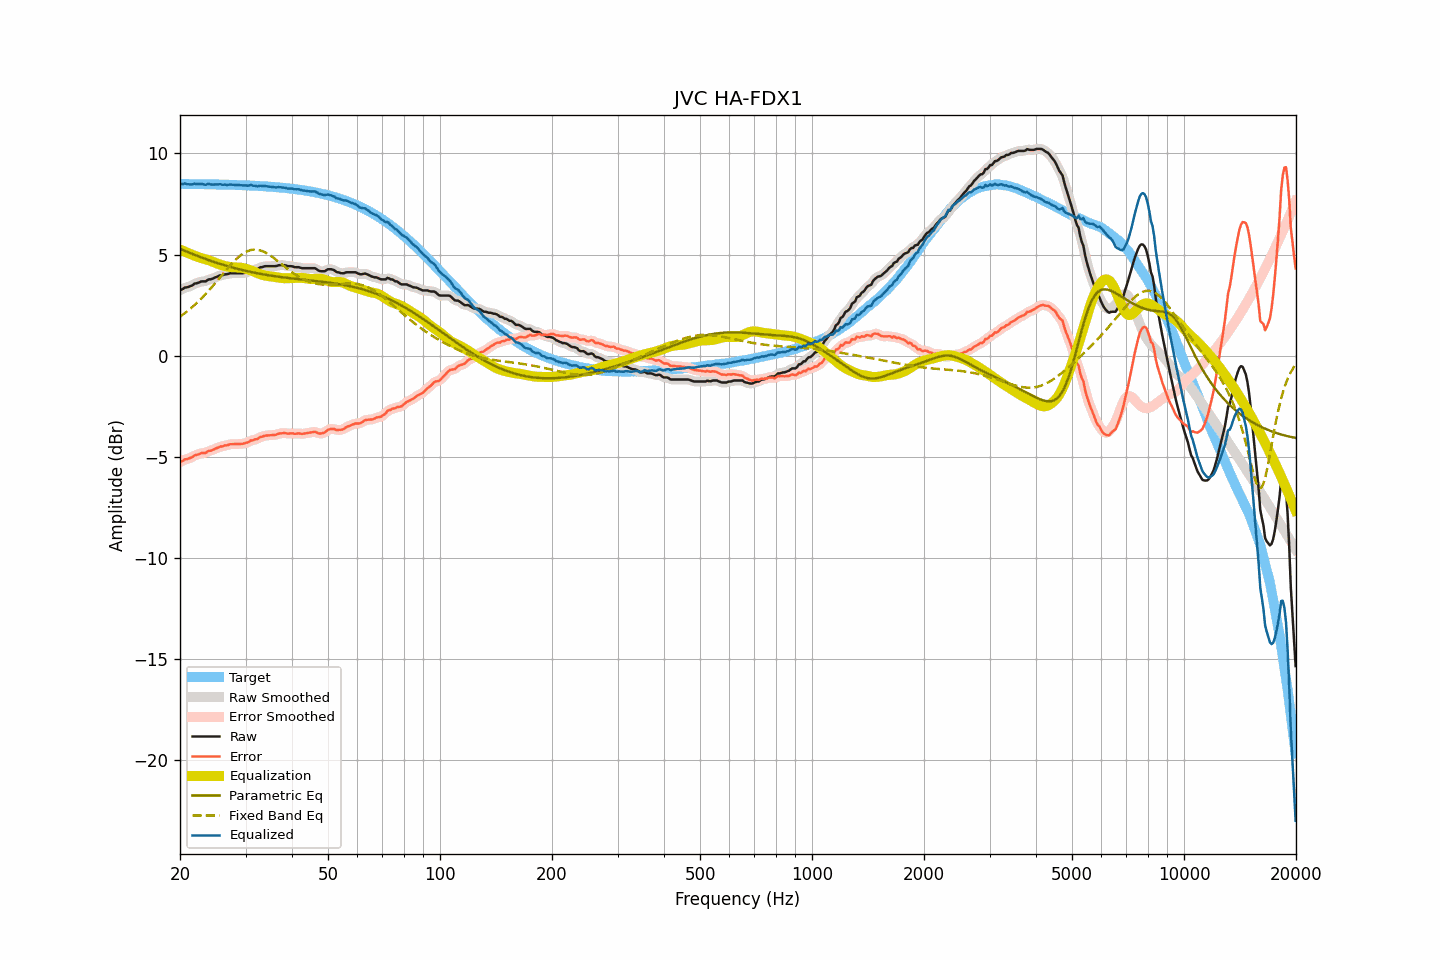 JVC HA-FDX1
10
5
0
−5
−10
−15
−20
Amplitude (dBr)
Target
Raw Smoothed
Error Smoothed
Raw
Error
Equalization
Parametric Eq
Fixed Band Eq
Equalized
20 50 100 200 500 1000 2000 5000 10000 20000
Frequency (Hz)